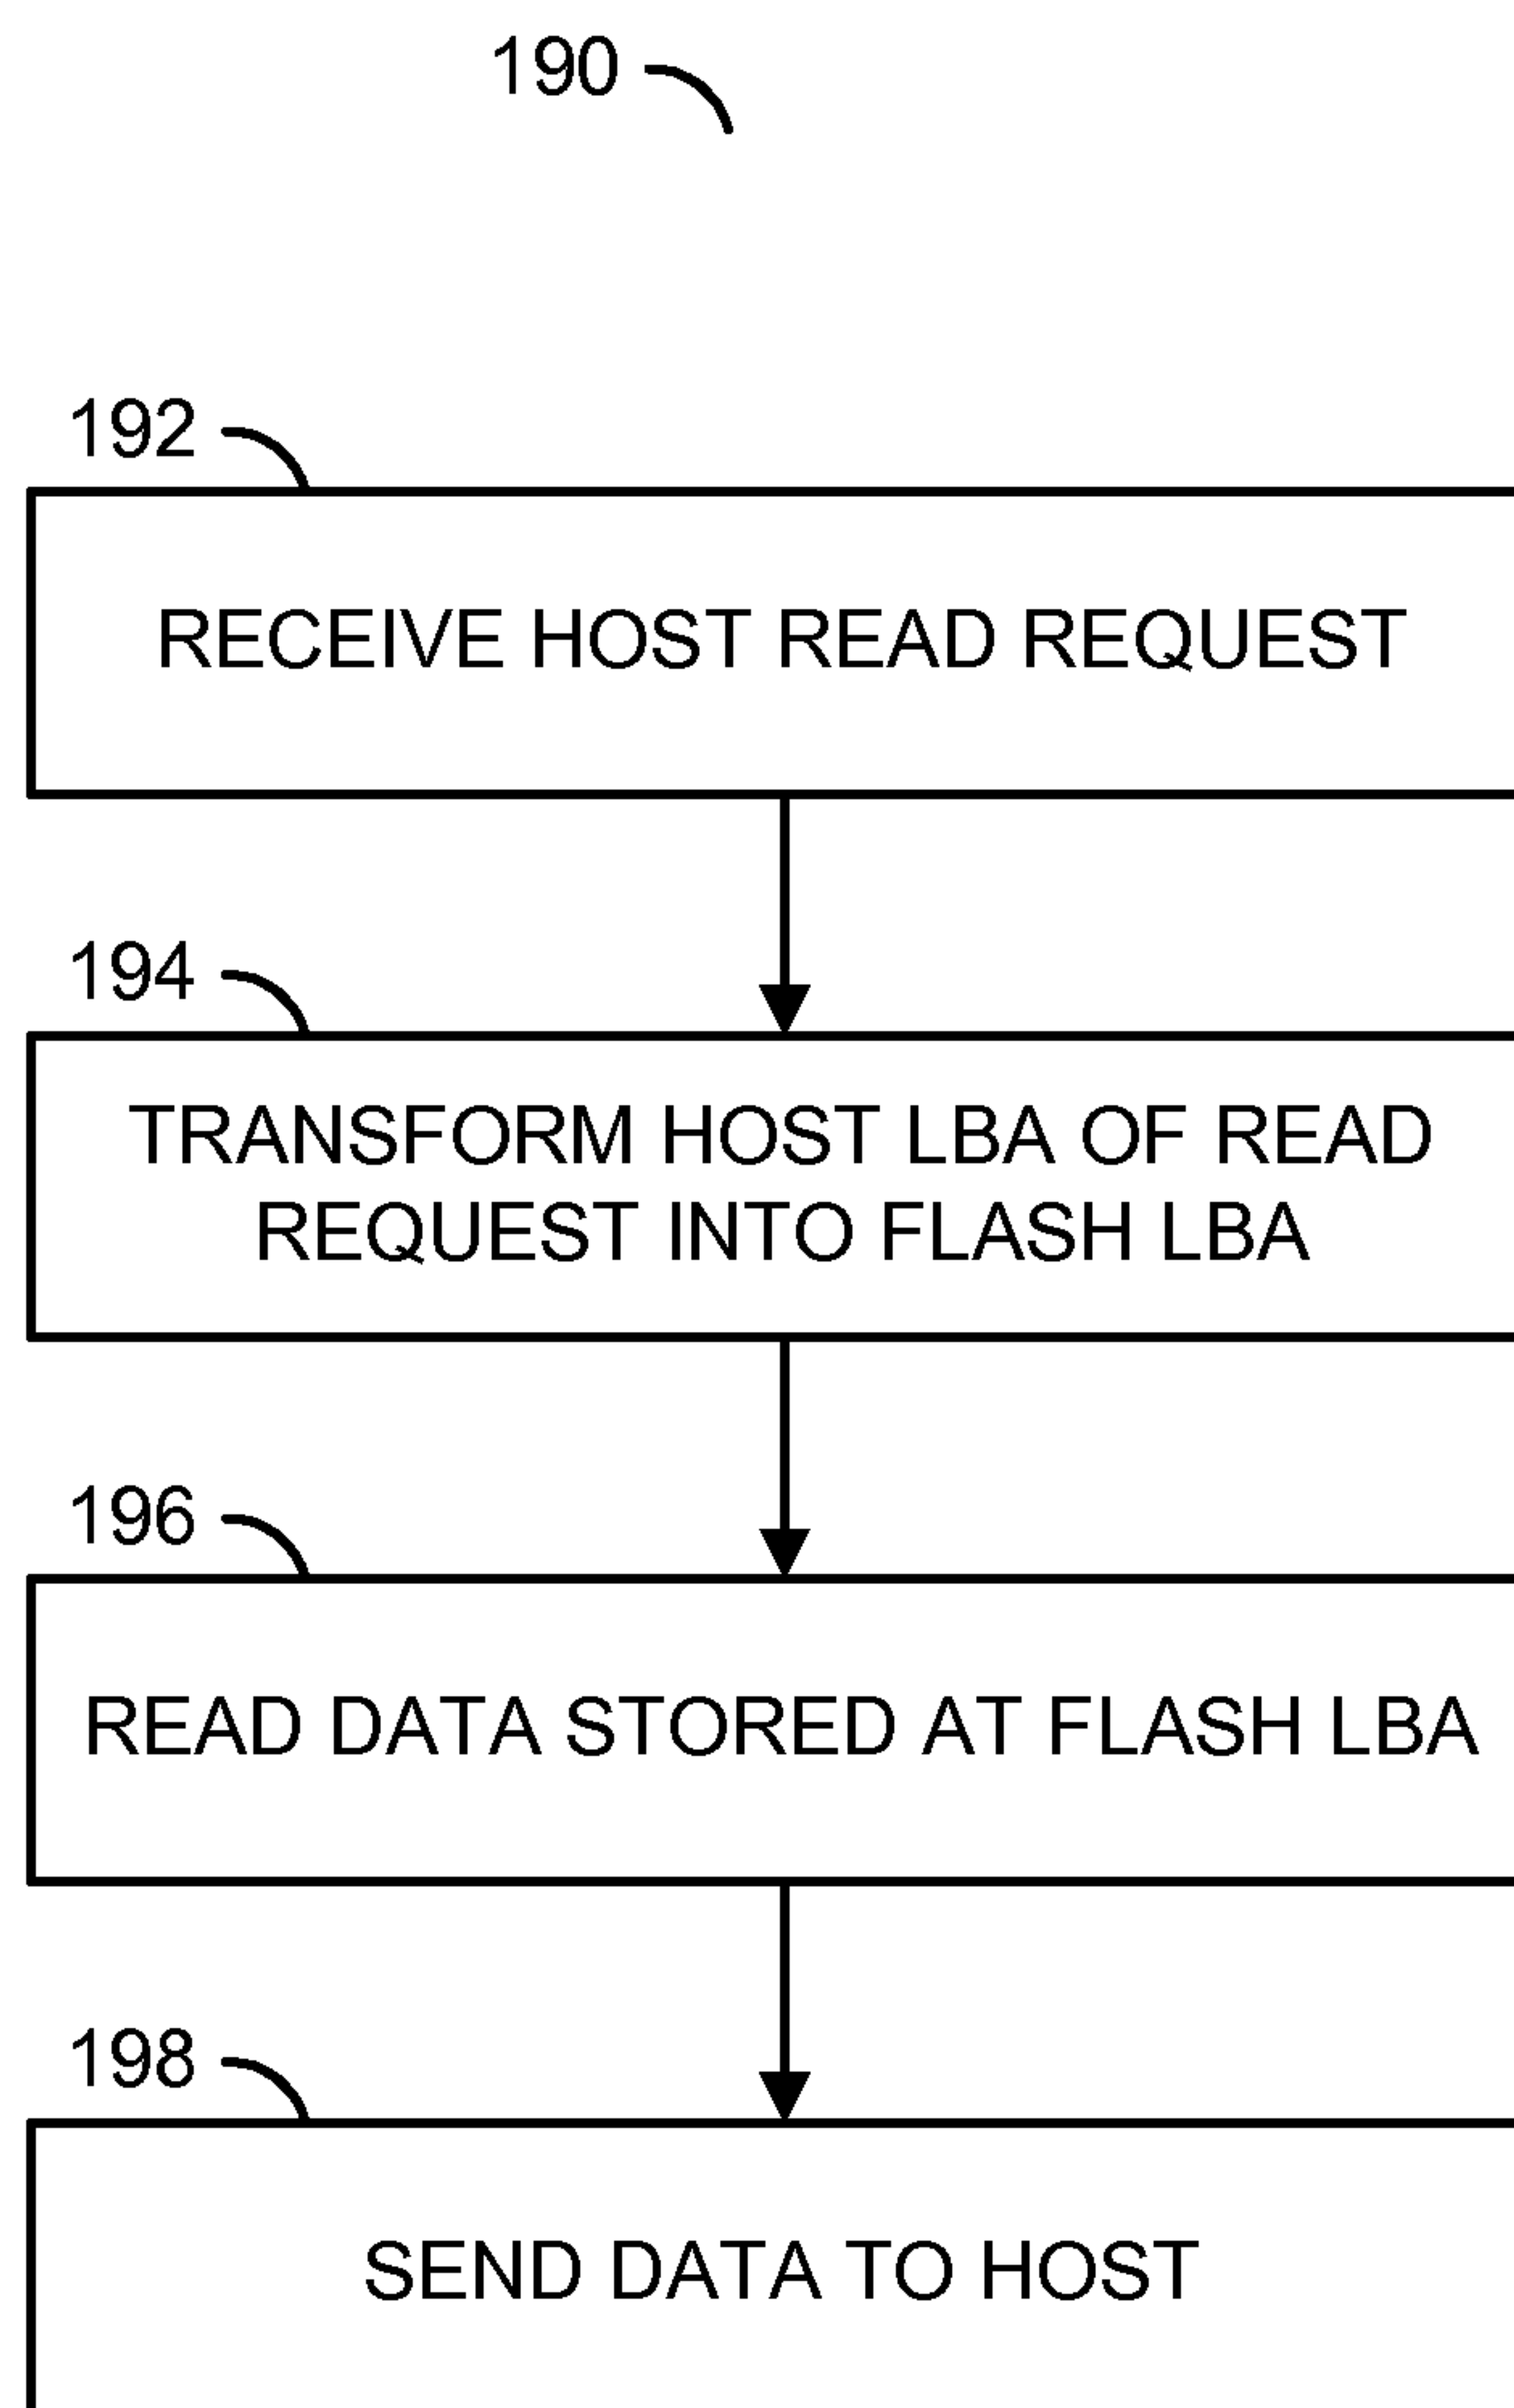 190
192
RECEIVE HOST READ REQUEST
194
TRANSFORM HOST LBA OF READ
REQUEST INTO FLASH LBA
196
READ DATA STORED AT FLASH LBA
198
SEND DATA TO HOST